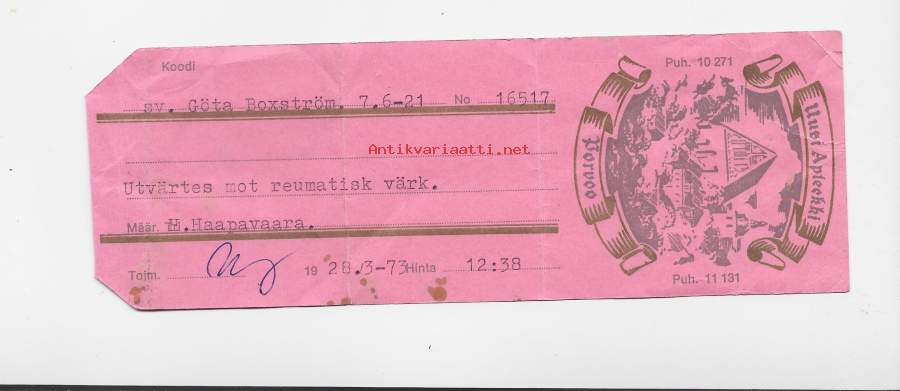 Koodi
sv. Göta Boxström. 7.6-21 No 16517
Antikvariaatti.net
Utvärtes mot reumatisk värk.
Määr. H.Haapavaara.
Toim. 19 28./3-73 Hinta 12:38
Puh. 10 271
Uusi Apteekki
Porvoo
Puh. 11 131